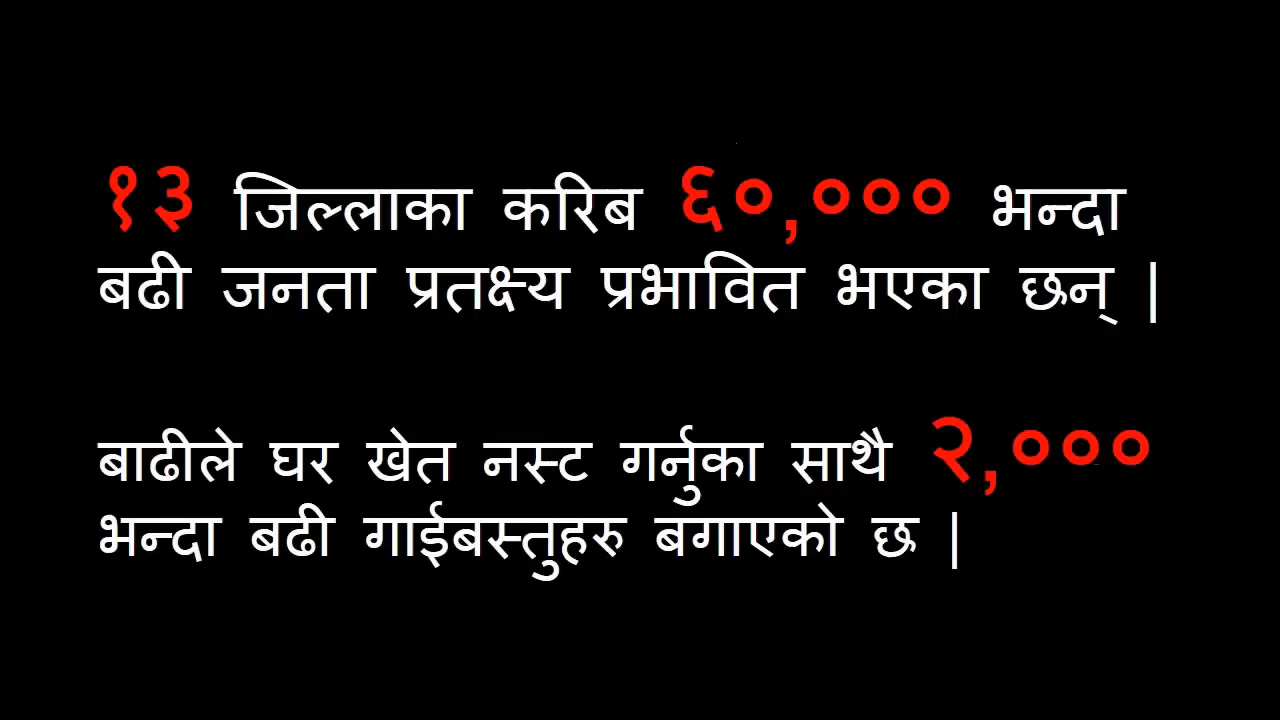 १३ जिल्लाका करिब ६०,००० भन्दा
बढी जनता प्रतक्ष्य प्रभावित भएका छन् |
बाढीले घर खेत नस्ट गर्नुका साथै २,०००
भन्दा बढी गाईबस्तुहरु बगाएको छ |